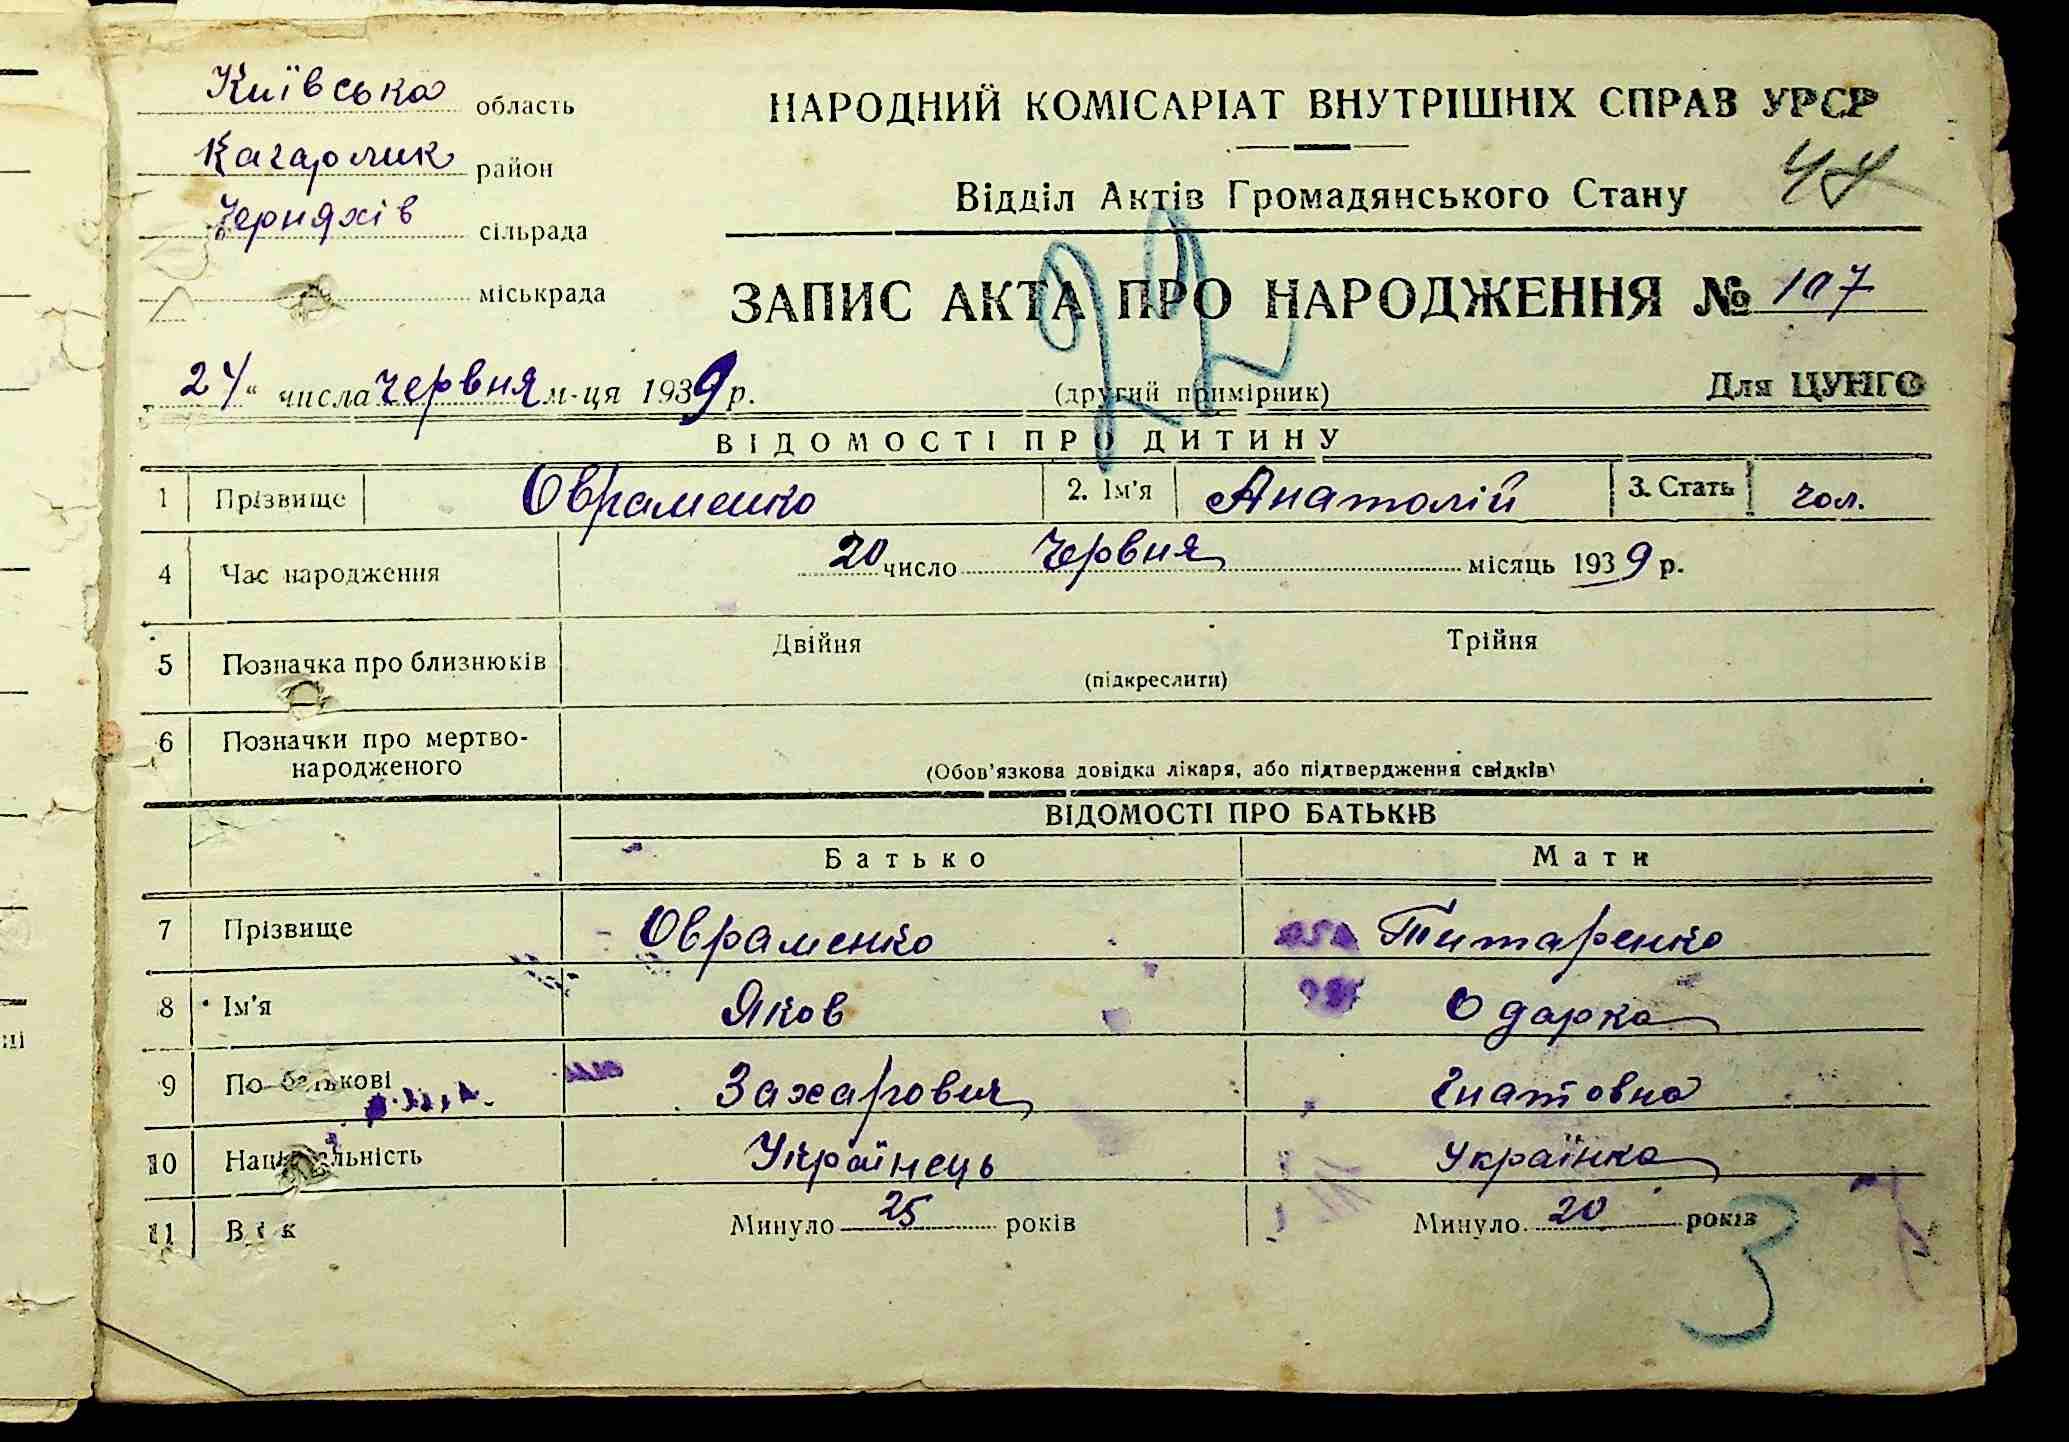 Київська область
Кагарлик район
Черняхів сільрада
міськрада
НАРОДНИЙ КОМІСАРІАТ ВНУТРІШНІХ СПРАВ УРСР
Відділ Актів Громадянського Стану
44
ЗАПИС АКТА ПРО НАРОДЖЕННЯ № 107
22
„24“ числа червня м-ця 1939 р.
(другий примірник)
Для ЦУНГО
ВІДОМОСТІ ПРО ДИТИНУ
1 Прізвище Овраменко 2. Ім'я Анатолій 3. Стать чол.
4 Час народження 20 число червня місяць 1939 р.
5 Позначка про близнюків Двійня Трійня
(підкреслити)
6 Позначки про мертво-
народженого
(Обов'язкова довідка лікаря, або підтвердження свідків)
ВІДОМОСТІ ПРО БАТЬКІВ
Батько Мати
7 Прізвище Овраменко Титаренко
8 Ім'я Яков Одарка
9 По батькові Захарович Гнатовна
10 Національність Українець Українка
11 Вік Минуло 25 років Минуло 20 років
3